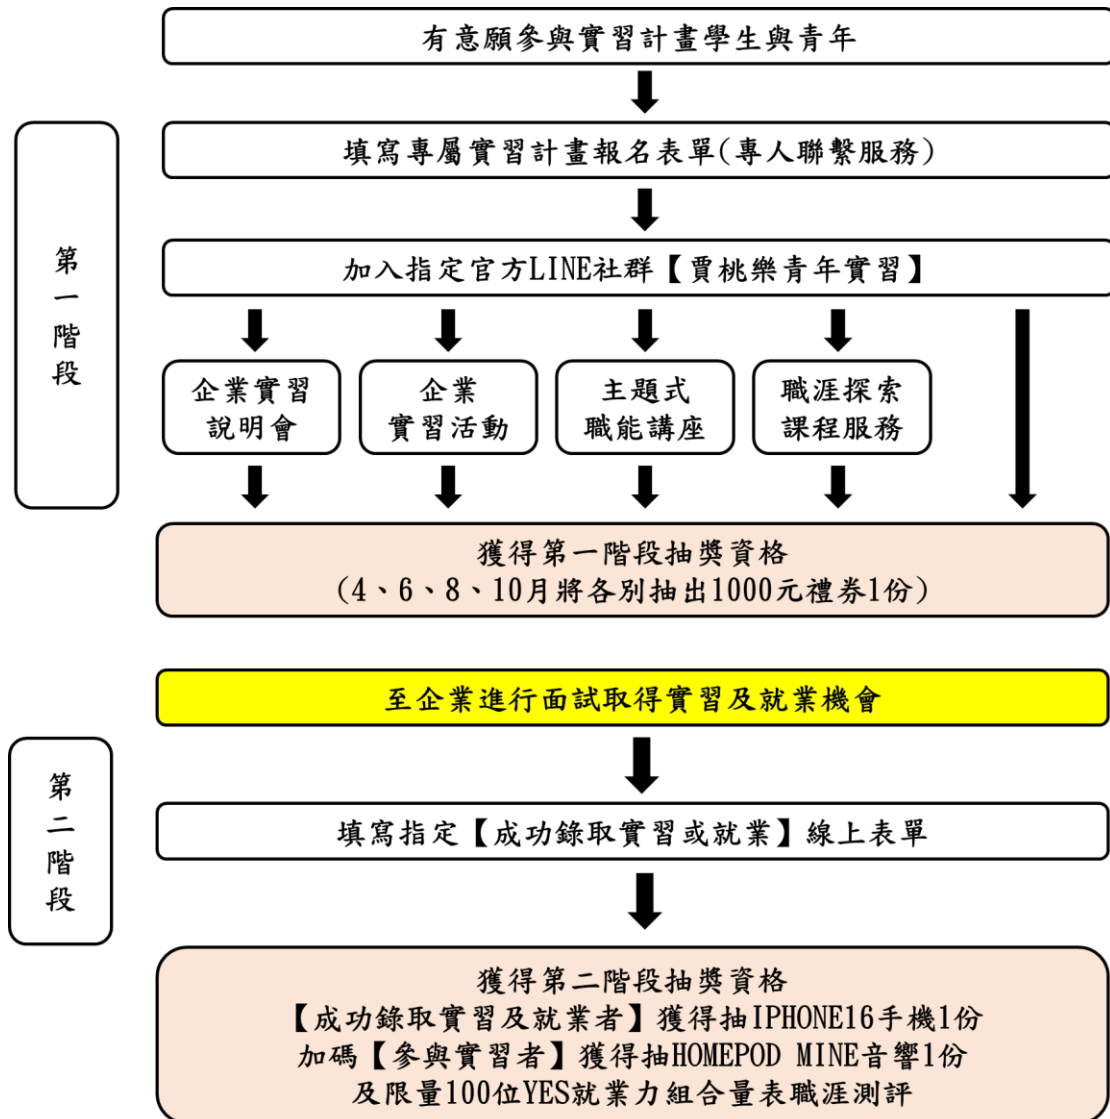 有意願參與實習計畫學生與青年
填寫專屬實習計畫報名表單(專人聯繫服務)
第一階段
加入指定官方LINE社群【賈桃樂青年實習】
企業實習
說明會
企業
實習活動
主題式
職能講座
職涯探索
課程服務
獲得第一階段抽獎資格
(4、6、8、10月將各別抽出1000元禮券1份)
至企業進行面試取得實習及就業機會
第二階段
填寫指定【成功錄取實習或就業】線上表單
獲得第二階段抽獎資格
【成功錄取實習及就業者】獲得抽IPHONE16手機1份
加碼【參與實習者】獲得抽HOMEPOD MINE音響1份
及限量100位YES就業力組合量表職涯測評